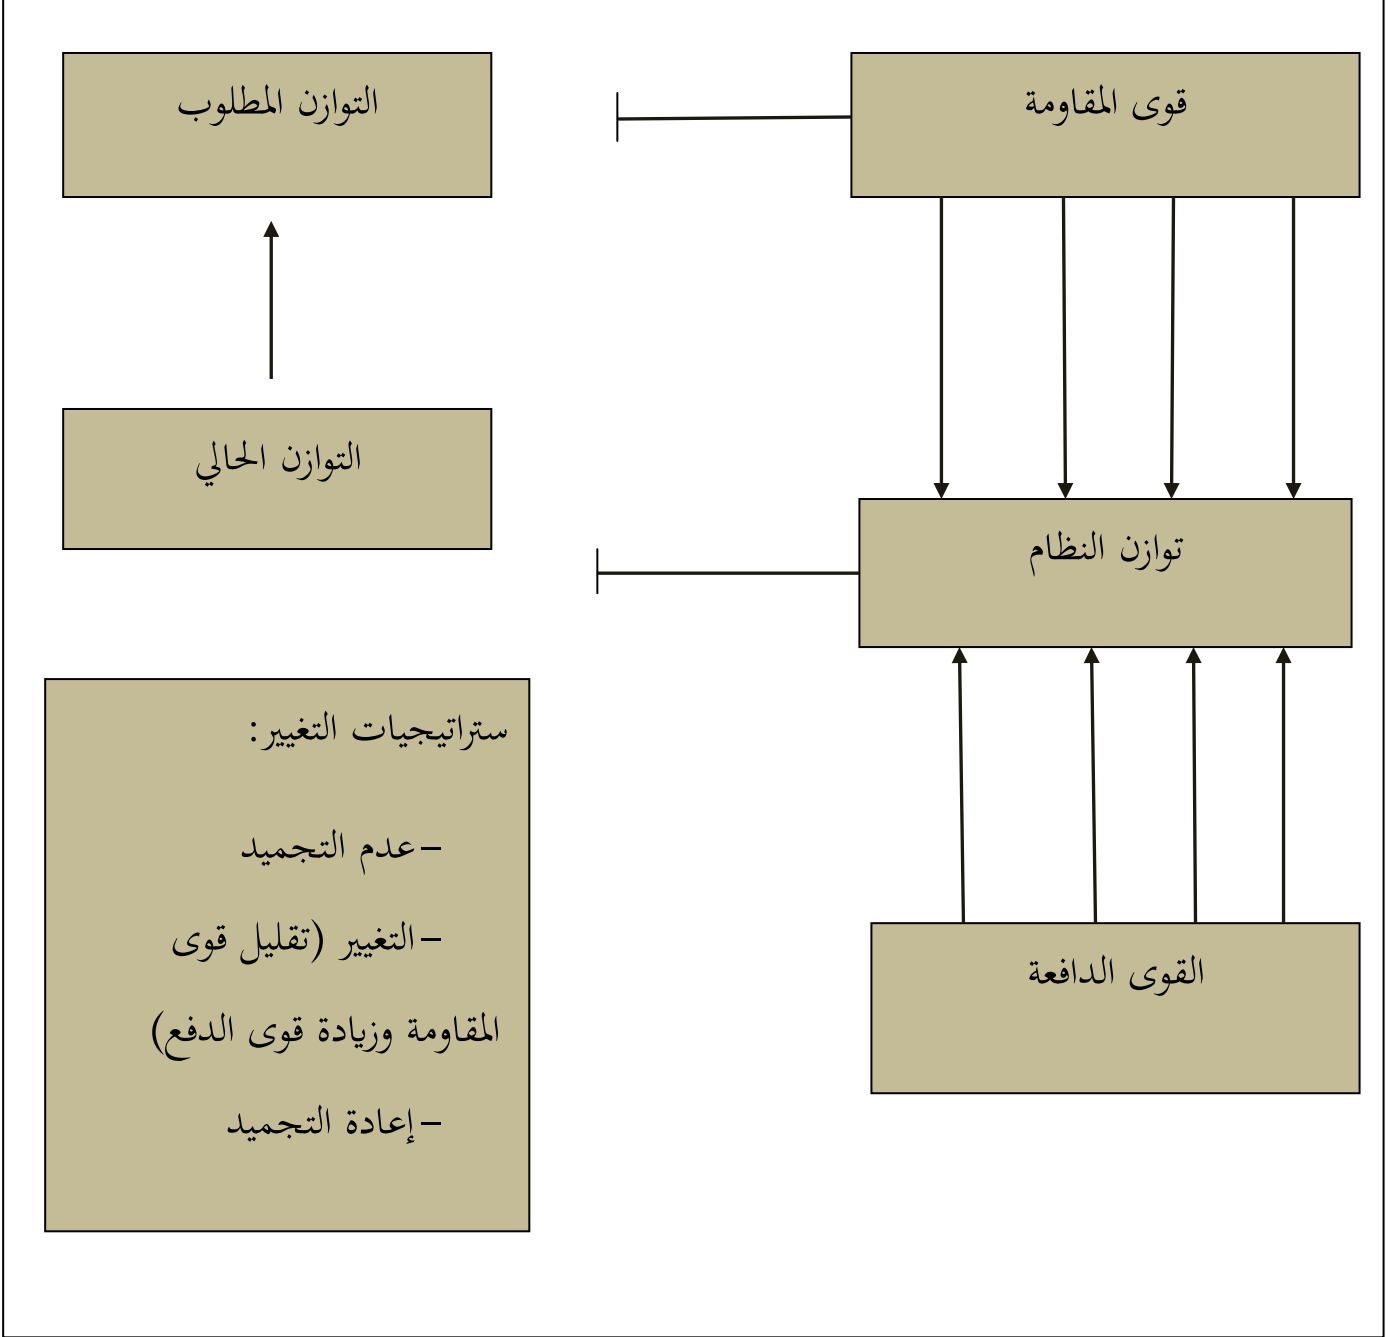 قوى المقاومة
التوازن المطلوب
التوازن الحالي
توازن النظام
ستراتيجيات التغيير:
–عدم التجميد
–التغيير (تقليل قوى
المقاومة وزيادة قوى الدفع)
–إعادة التجميد
القوى الدافعة